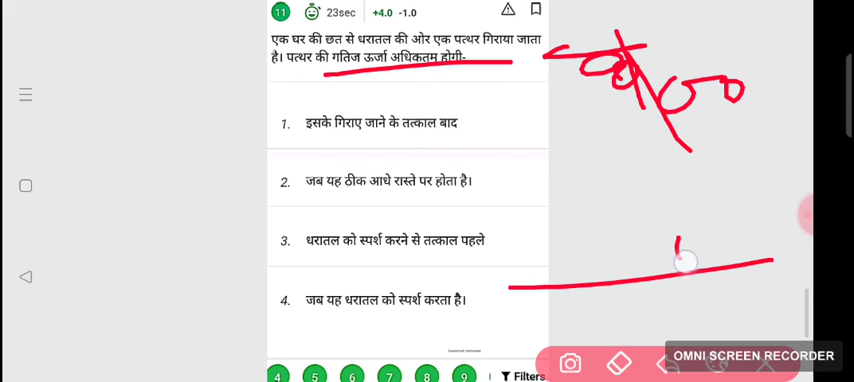 11 23sec +4.0 -1.0
एक घर की छत से धरातल की ओर एक पत्थर गिराया जाता
है। पत्थर की गतिज ऊर्जा अधिकतम होगी-
1. इसके गिराए जाने के तत्काल बाद
2. जब यह ठीक आधे रास्ते पर होता है।
3. धरातल को स्पर्श करने से तत्काल पहले
4. जब यह धरातल को स्पर्श करता है।
4 5 6 7 8 9 Filters
OMNI SCREEN RECORDER